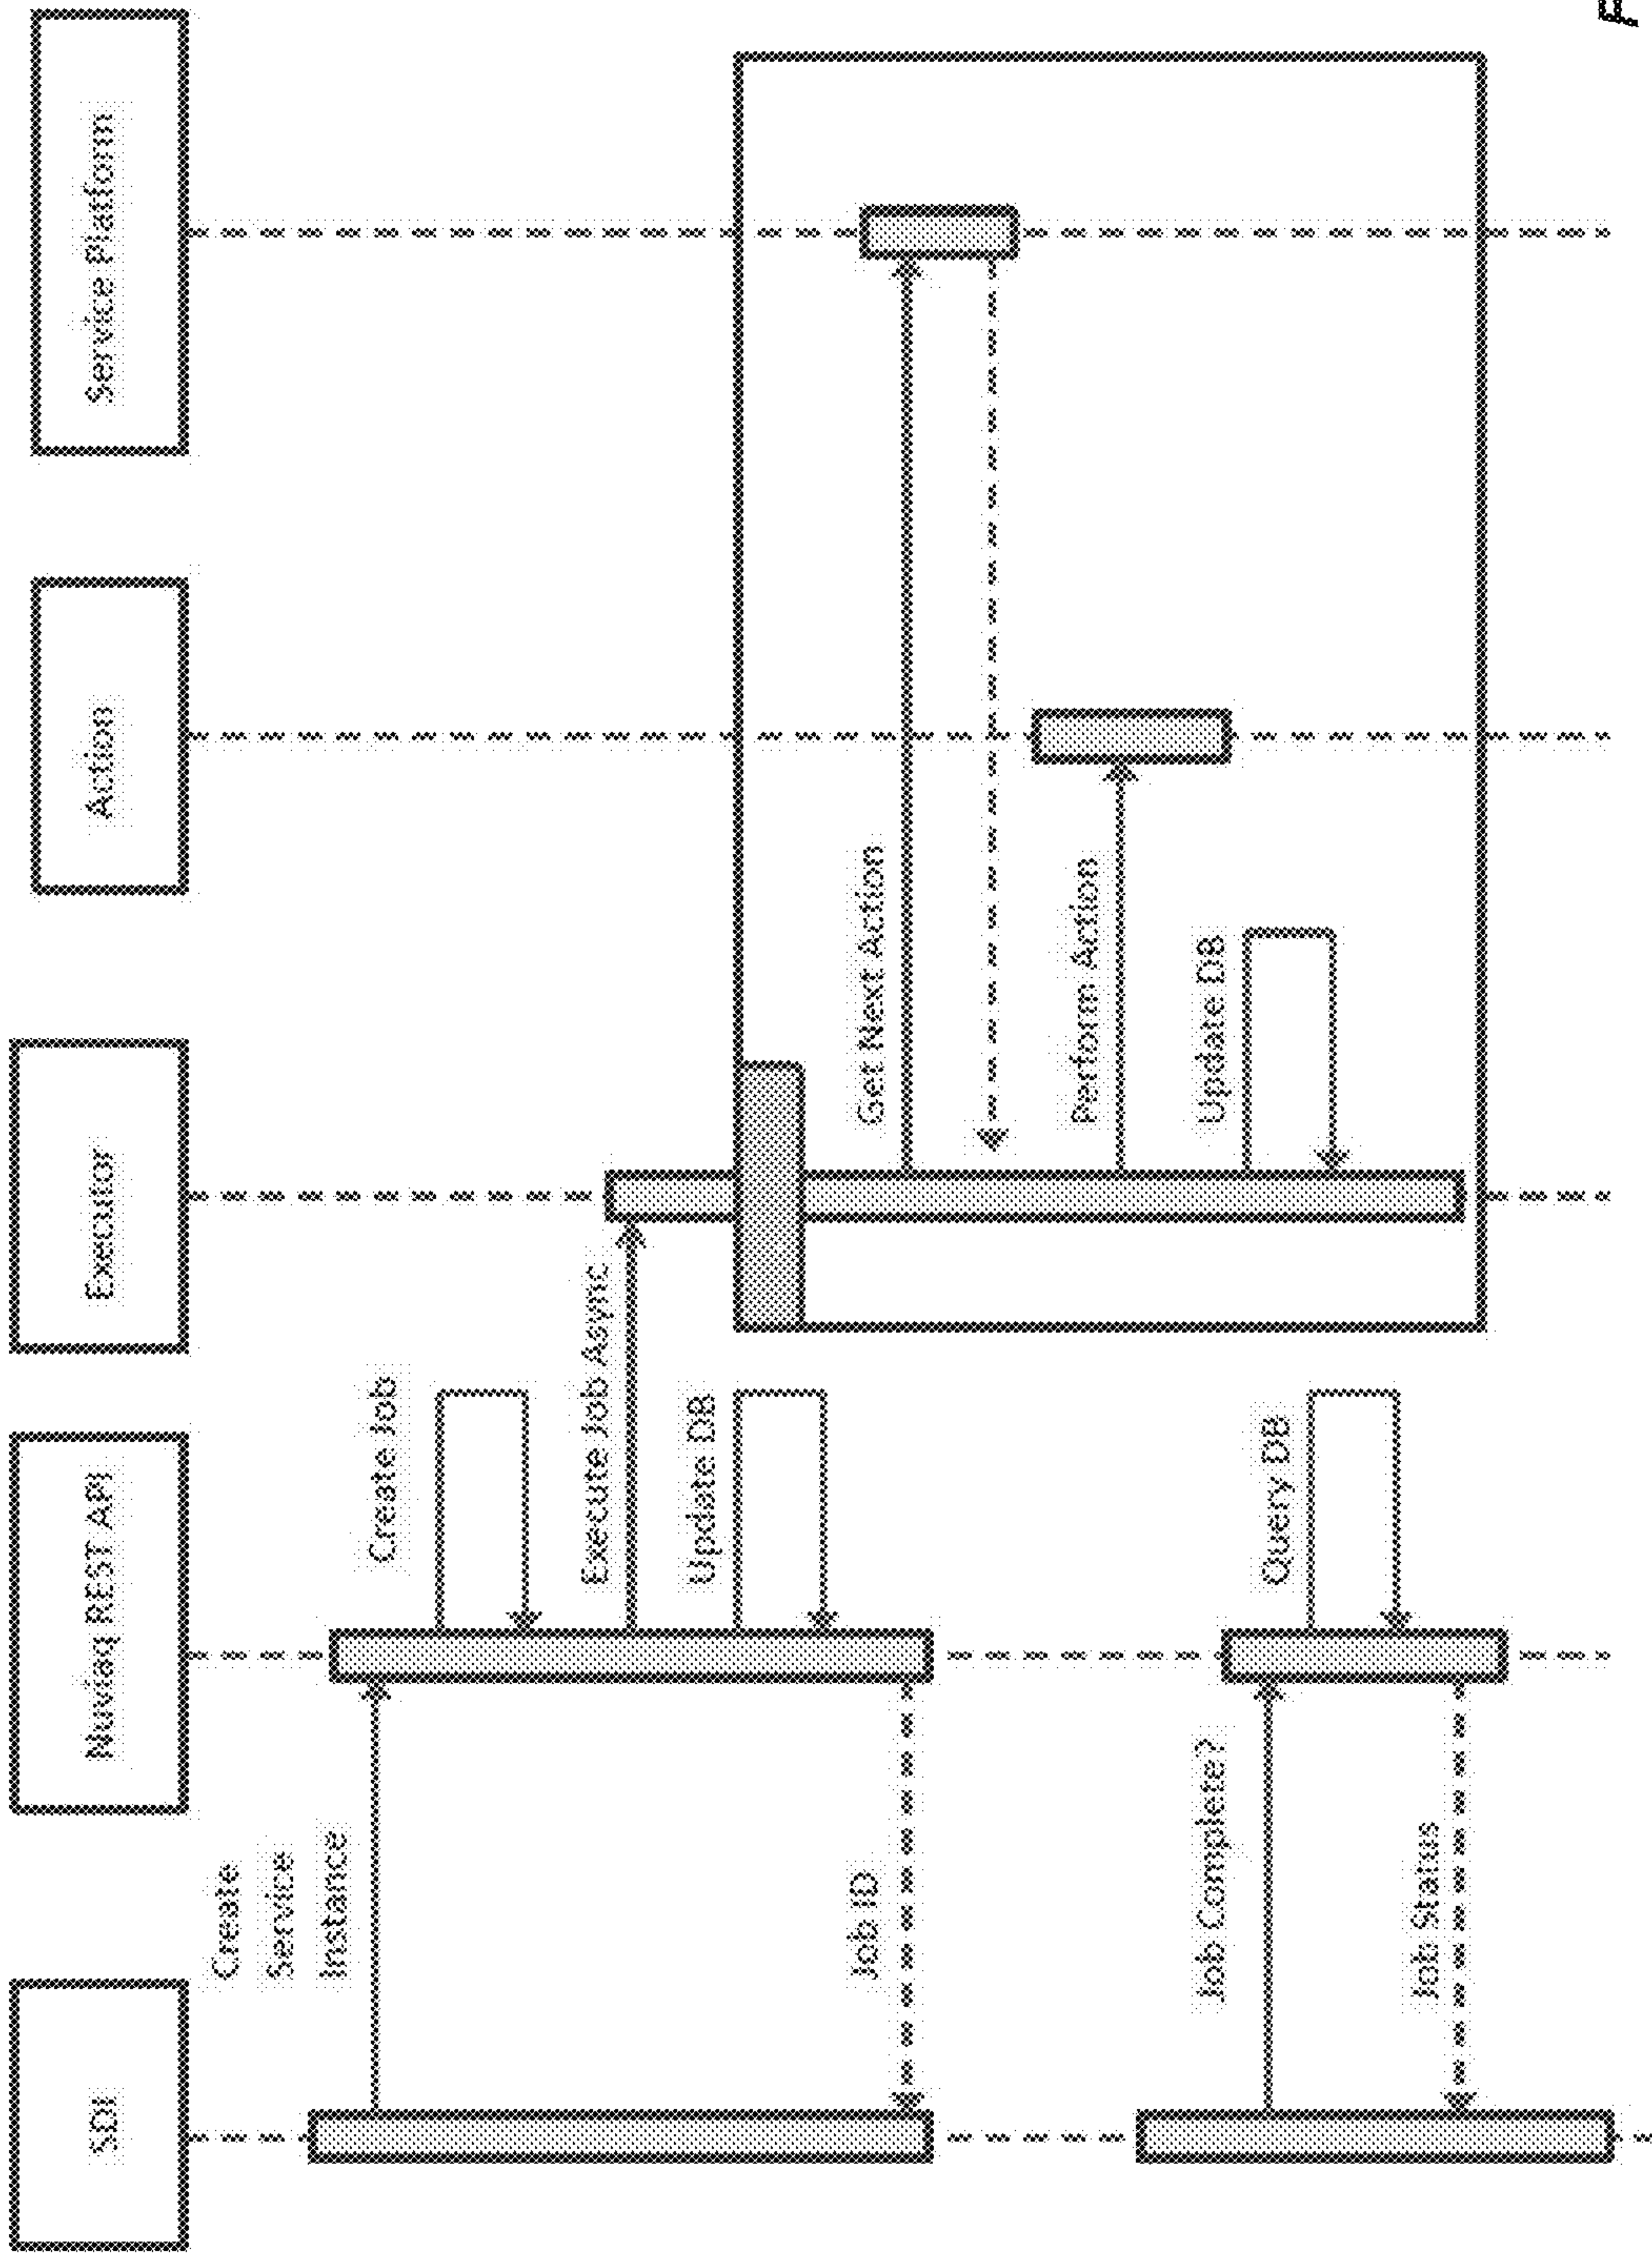 SDI
Nuviaq REST API
Executor
Action
Service Platform
Create
Service
Instance
Create Job
Execute Job Async
Update DB
Get Next Action
Job ID
Perform Action
Update DB
Job Complete?
Query DB
Job Status